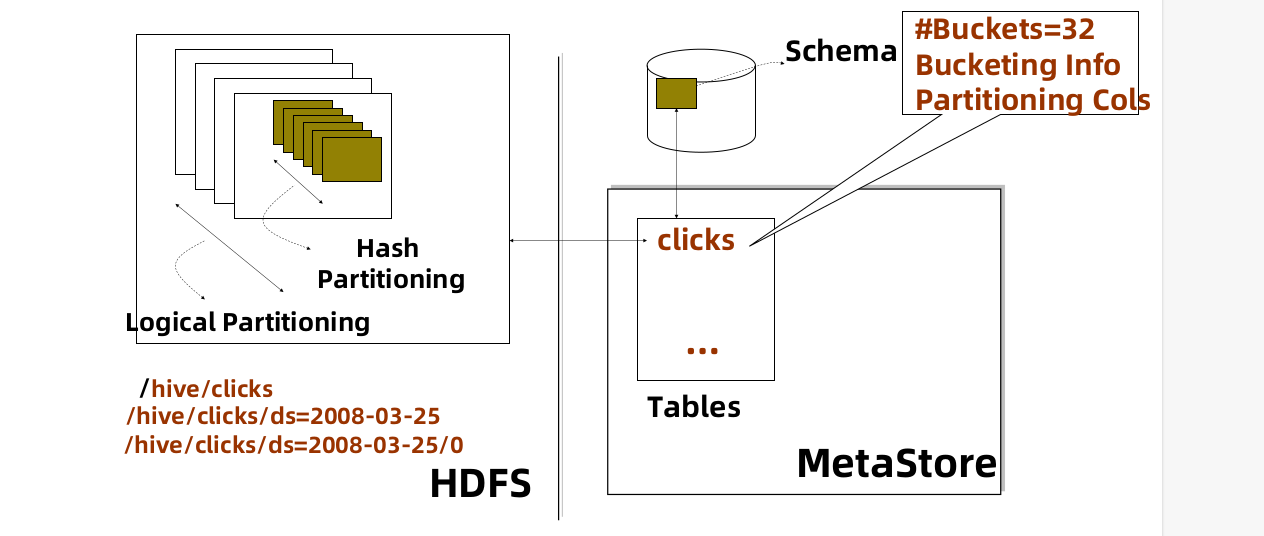 Schema
#Buckets=32
Bucketing Info
Partitioning Cols
Hash
Partitioning
Logical Partitioning
clicks
...
Tables
/hive/clicks
/hive/clicks/ds=2008-03-25
/hive/clicks/ds=2008-03-25/0
HDFS
MetaStore